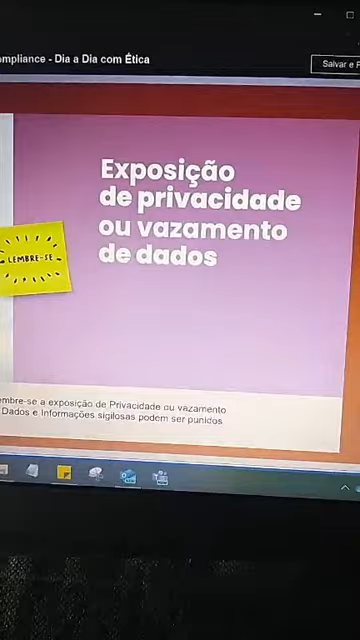 mpliance - Dia a Dia com Ética
Salvar e
Exposição
de privacidade
ou vazamento
de dados
LEMBRE-SE
embre-se a exposição de Privacidade ou vazamento
Dados e Informações sigilosas podem ser punidos